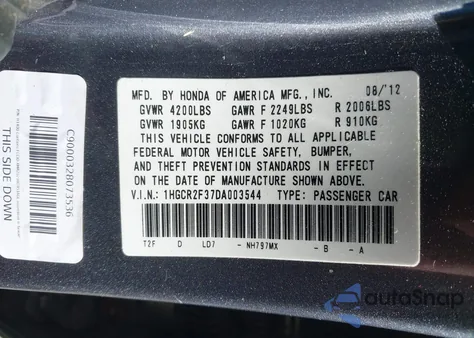 MFD. BY HONDA OF AMERICA MFG., INC. 08/12
GVWR 4200LBS GAWR F 2249LBS R 2006LBS
GVWR 1905KG GAWR F 1020KG R 910KG
THIS VEHICLE CONFORMS TO ALL APPLICABLE
FEDERAL MOTOR VEHICLE SAFETY, BUMPER,
AND THEFT PREVENTION STANDARDS IN EFFECT
ON THE DATE OF MANUFACTURE SHOWN ABOVE.
V.I.N.: 1HGCR2F37DA003544 TYPE: PASSENGER CAR
T2F D LD7 - NH797MX - B - A
C9000328073536
THIS SIDE DOWN
AutoSnap